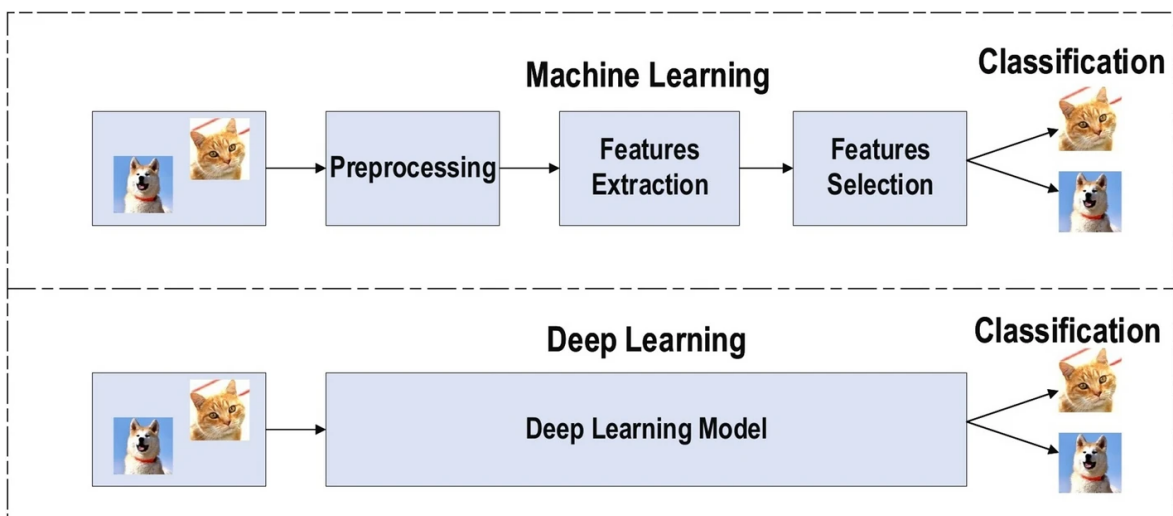 Machine Learning
Classification
Preprocessing
Features
Extraction
Features
Selection
Deep Learning
Classification
Deep Learning Model